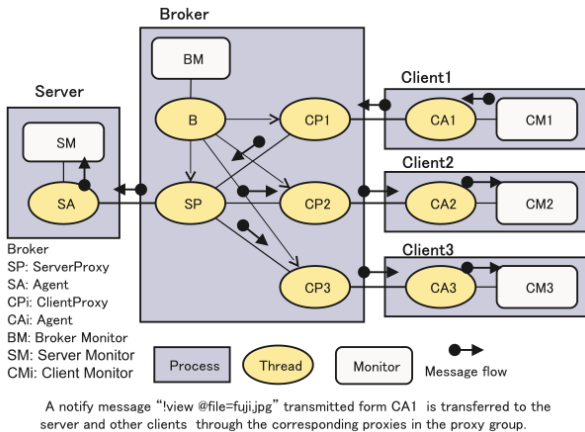 Broker
BM
Client1
Server
B
CP1
CA1
CM1
SM
Client2
SA
SP
CP2
CA2
CM2
Client3
CP3
CA3
CM3
Broker
SP: ServerProxy
SA: Agent
CPi: ClientProxy
CAi: Agent
BM: Broker Monitor
SM: Server Monitor
CMi: Client Monitor
Process
Thread
Monitor
Message flow
A notify message “!view @file=fuji.jpg” transmitted form CA1 is transferred to the
server and other clients through the corresponding proxies in the proxy group.